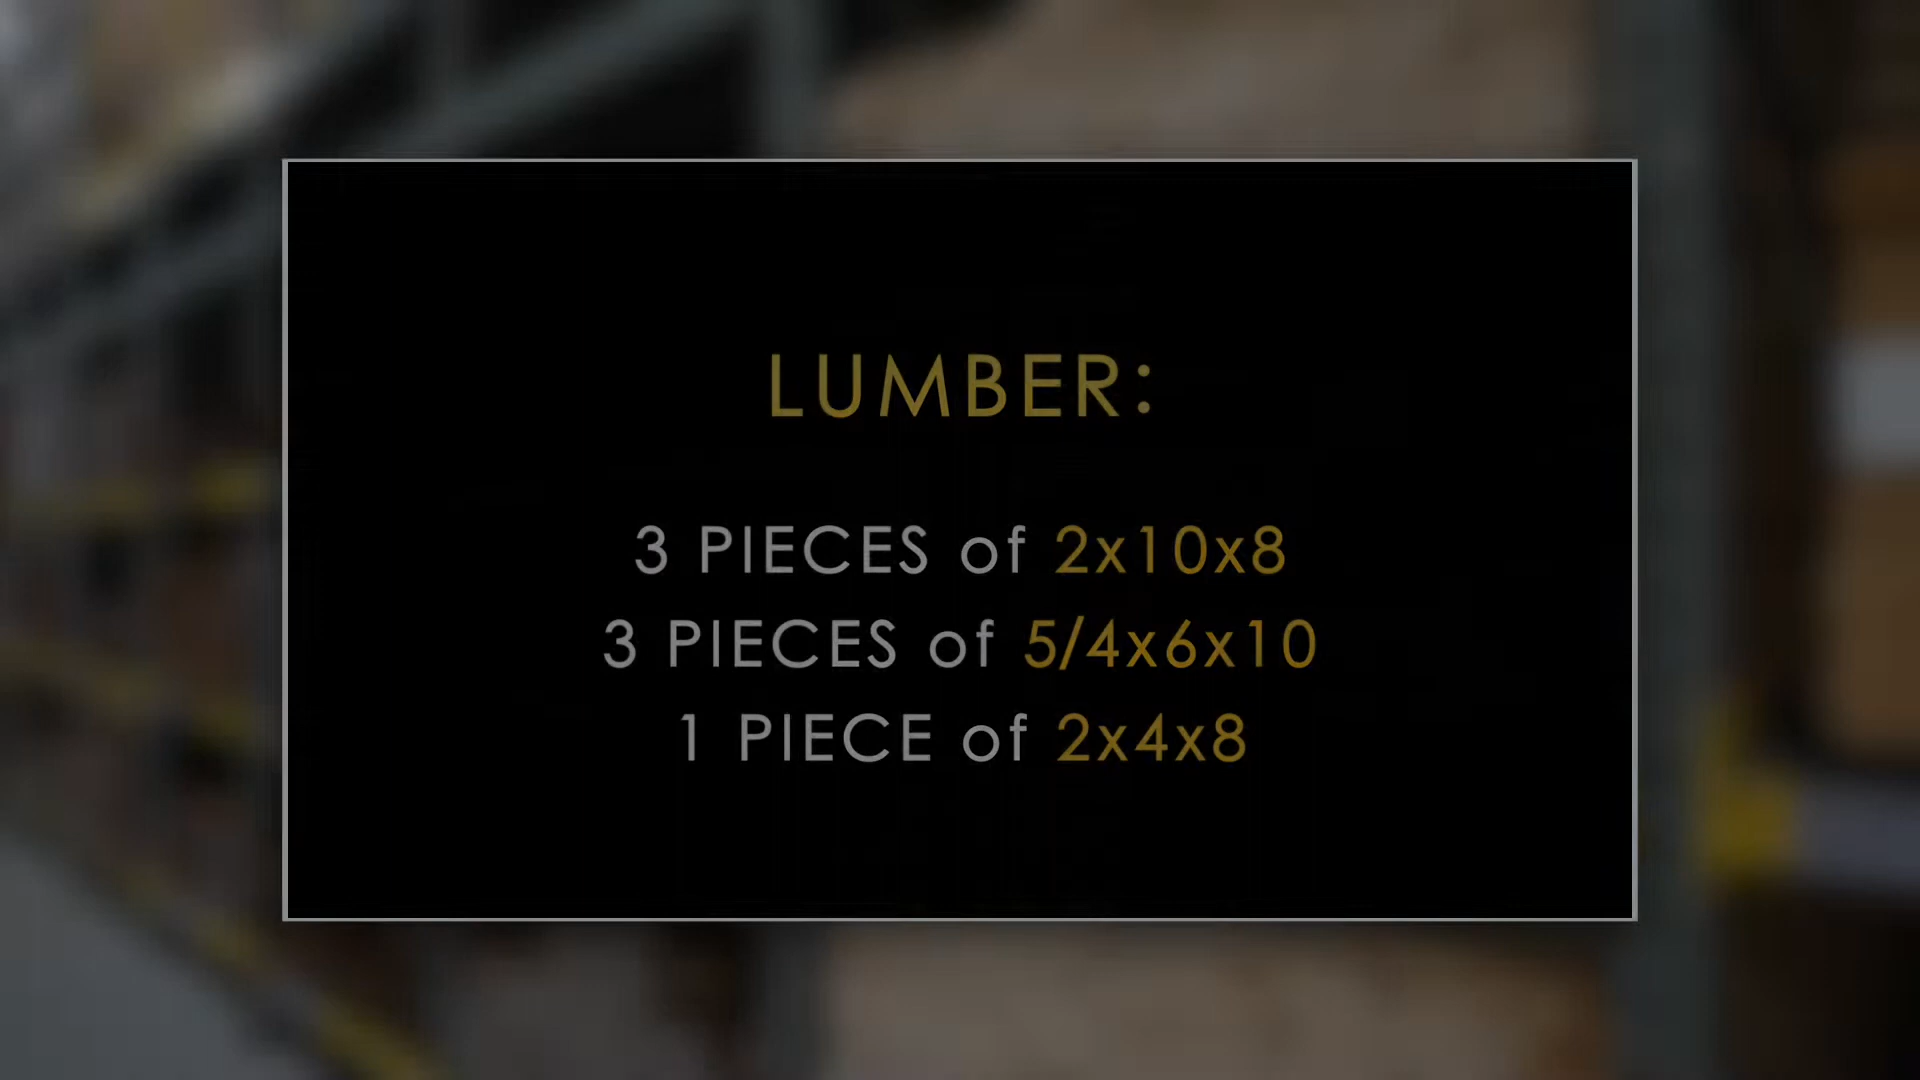 LUMBER:
3 PIECES of 2x10x8
3 PIECES of 5/4x6x10
1 PIECE of 2x4x8